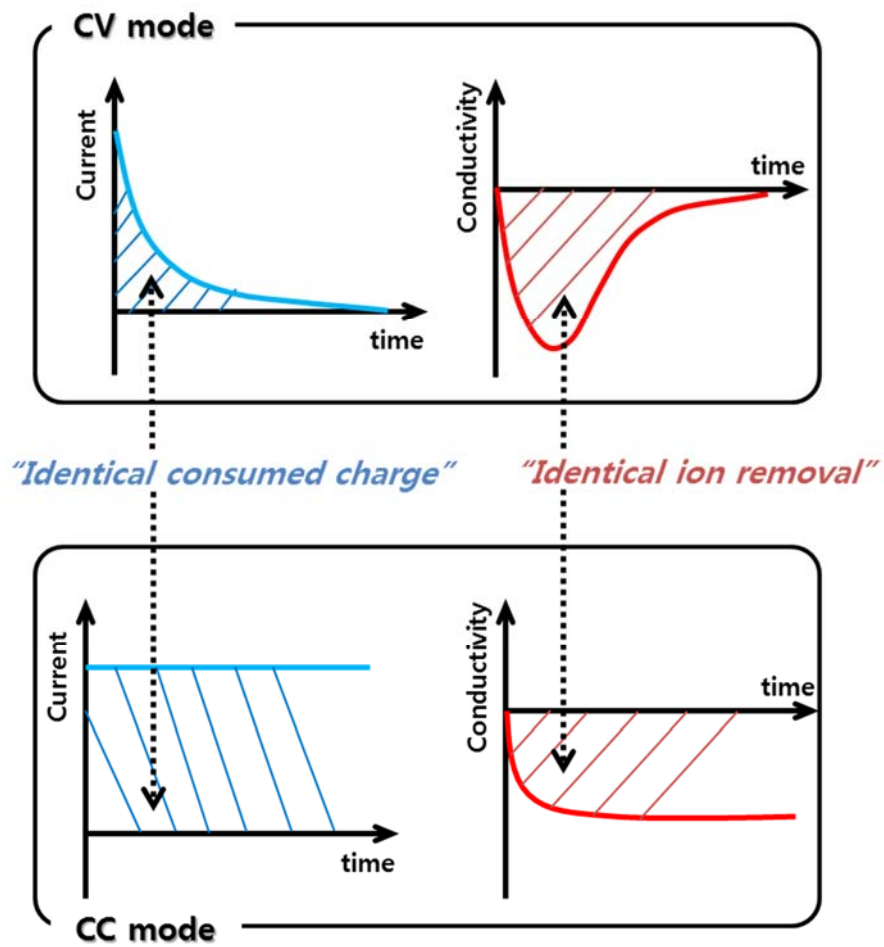 CV mode
Current
time
Conductivity
time
“Identical consumed charge”
“Identical ion removal”
Current
time
Conductivity
time
CC mode